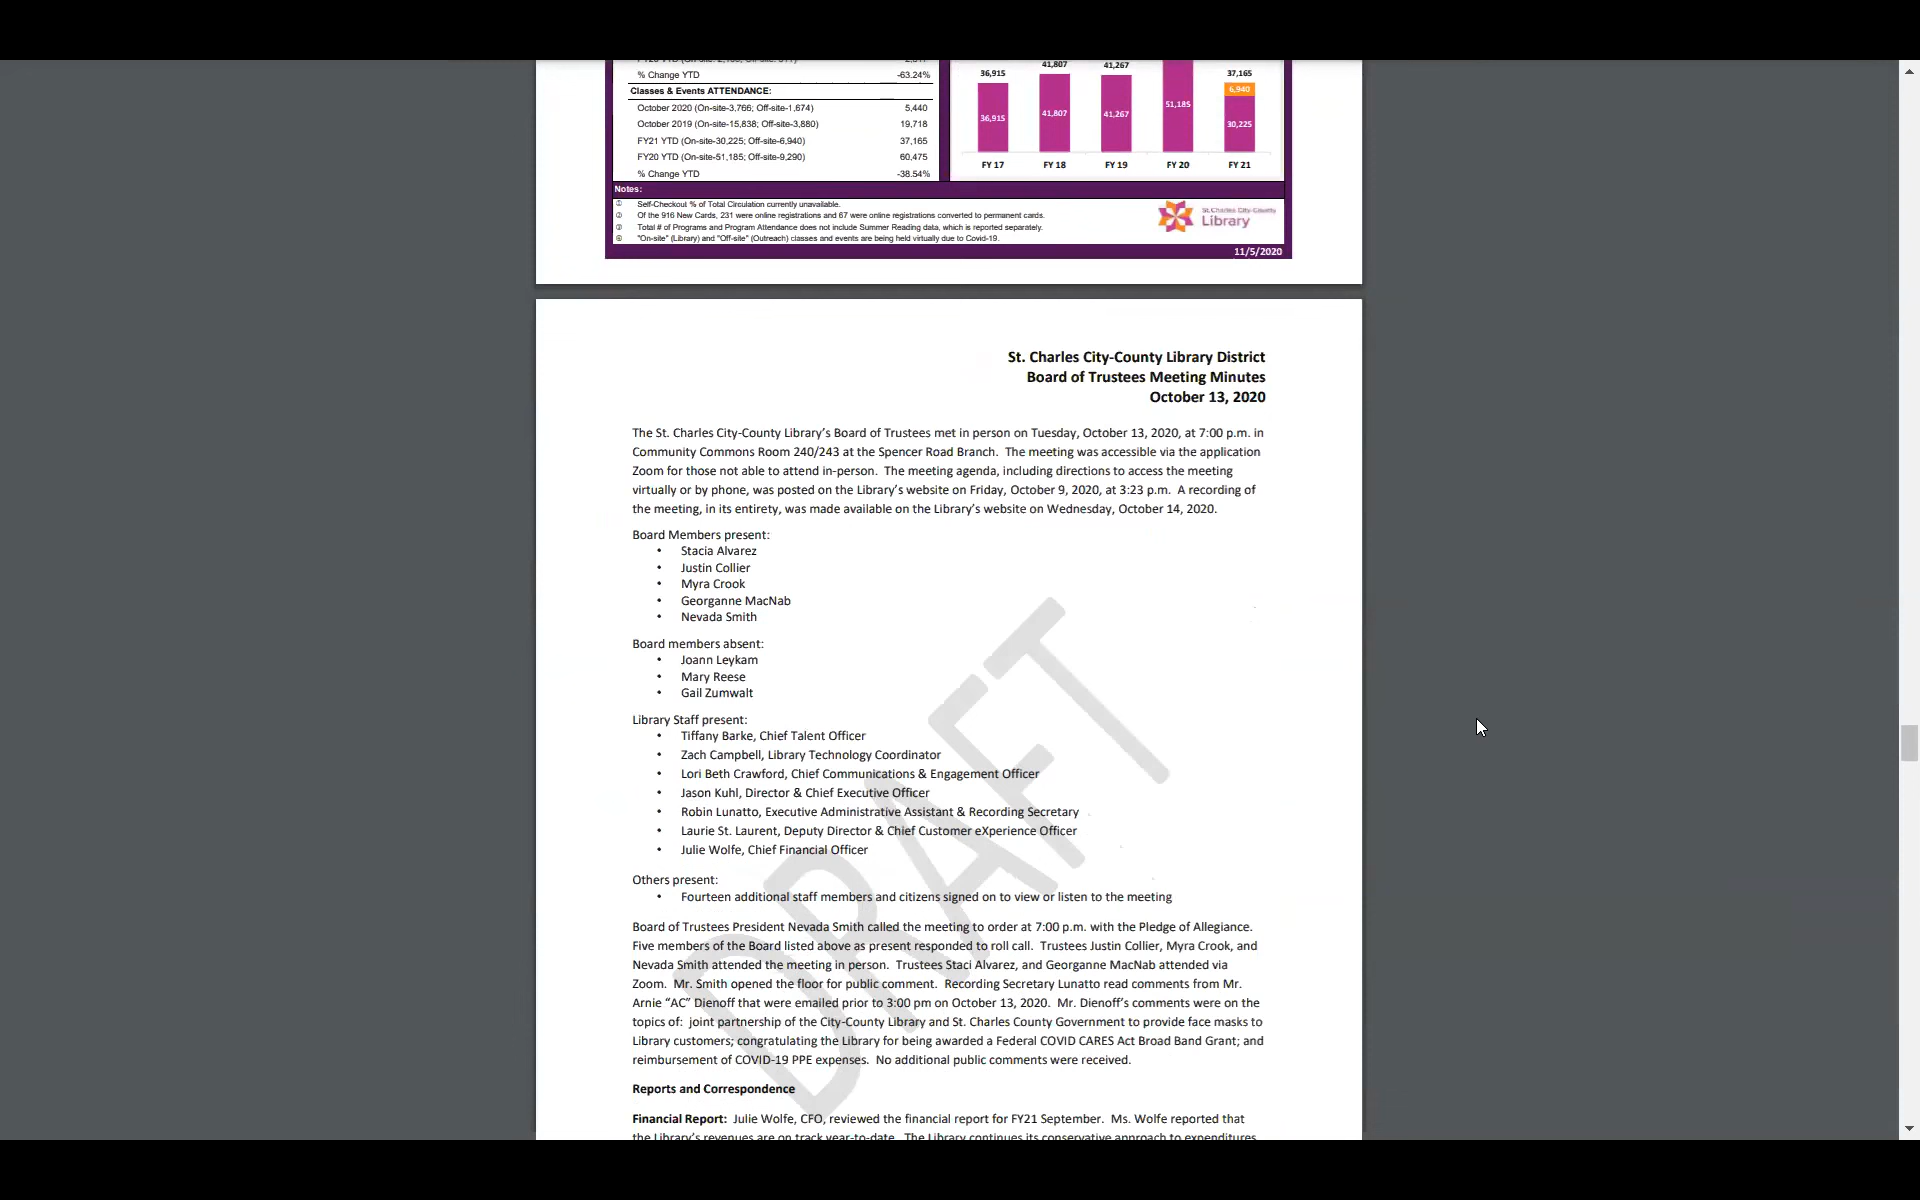 % Change YTD -63.24%
Classes & Events ATTENDANCE:
October 2020 (On-site-3,766; Off-site-1,674) 5,440
October 2019 (On-site-15,838; Off-site-3,880) 19,718
FY21 YTD (On-site-30,225; Off-site-6,940) 37,165
FY20 YTD (On-site-51,185; Off-site-9,290) 60,475
% Change YTD -38.54%
36,915 41,807 41,267 37,165
6,940
36,915 41,807 41,267 51,185 30,225
FY 17 FY 18 FY 19 FY 20 FY 21
Notes:
① Self-Checkout % of Total Circulation currently unavailable.
② Of the 916 New Cards, 231 were online registrations and 67 were online registrations converted to permanent cards.
③ Total # of Programs and Program Attendance does not include Summer Reading data, which is reported separately.
④ "On-site" (Library) and "Off-site" (Outreach) classes and events are being held virtually due to Covid-19.
St. Charles City-County
Library
11/5/2020
St. Charles City-County Library District
Board of Trustees Meeting Minutes
October 13, 2020
The St. Charles City-County Library's Board of Trustees met in person on Tuesday, October 13, 2020, at 7:00 p.m. in
Community Commons Room 240/243 at the Spencer Road Branch. The meeting was accessible via the application
Zoom for those not able to attend in-person. The meeting agenda, including directions to access the meeting
virtually or by phone, was posted on the Library's website on Friday, October 9, 2020, at 3:23 p.m. A recording of
the meeting, in its entirety, was made available on the Library's website on Wednesday, October 14, 2020.
Board Members present:
• Stacia Alvarez
• Justin Collier
• Myra Crook
• Georganne MacNab
• Nevada Smith
Board members absent:
• Joann Leykam
• Mary Reese
• Gail Zumwalt
Library Staff present:
• Tiffany Barke, Chief Talent Officer
• Zach Campbell, Library Technology Coordinator
• Lori Beth Crawford, Chief Communications & Engagement Officer
• Jason Kuhl, Director & Chief Executive Officer
• Robin Lunatto, Executive Administrative Assistant & Recording Secretary
• Laurie St. Laurent, Deputy Director & Chief Customer eXperience Officer
• Julie Wolfe, Chief Financial Officer
Others present:
• Fourteen additional staff members and citizens signed on to view or listen to the meeting
Board of Trustees President Nevada Smith called the meeting to order at 7:00 p.m. with the Pledge of Allegiance.
Five members of the Board listed above as present responded to roll call. Trustees Justin Collier, Myra Crook, and
Nevada Smith attended the meeting in person. Trustees Staci Alvarez, and Georganne MacNab attended via
Zoom. Mr. Smith opened the floor for public comment. Recording Secretary Lunatto read comments from Mr.
Arnie "AC" Dienoff that were emailed prior to 3:00 pm on October 13, 2020. Mr. Dienoff's comments were on the
topics of: joint partnership of the City-County Library and St. Charles County Government to provide face masks to
Library customers; congratulating the Library for being awarded a Federal COVID CARES Act Broad Band Grant; and
reimbursement of COVID-19 PPE expenses. No additional public comments were received.
Reports and Correspondence
Financial Report: Julie Wolfe, CFO, reviewed the financial report for FY21 September. Ms. Wolfe reported that
the Library's revenues are on track year-to-date. The Library continues its conservative approach to expenditures
DRAFT